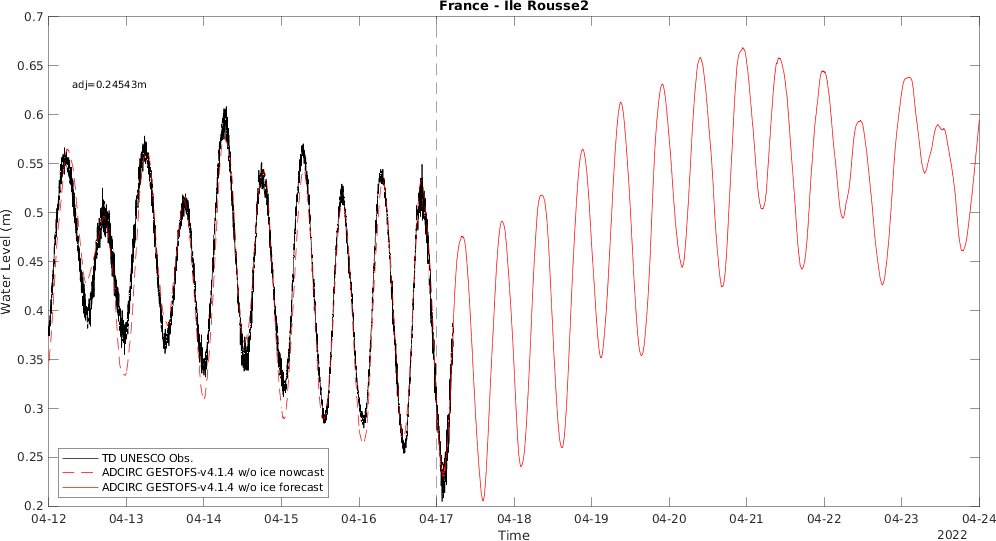 France - Ile Rousse2
0.7
0.65
0.6
0.55
0.5
0.45
0.4
0.35
0.3
0.25
0.2
Water Level (m)
adj=0.24543m
TD UNESCO Obs.
ADCIRC GESTOFS-v4.1.4 w/o ice nowcast
ADCIRC GESTOFS-v4.1.4 w/o ice forecast
04-12 04-13 04-14 04-15 04-16 04-17 04-18 04-19 04-20 04-21 04-22 04-23 04-24
Time
2022